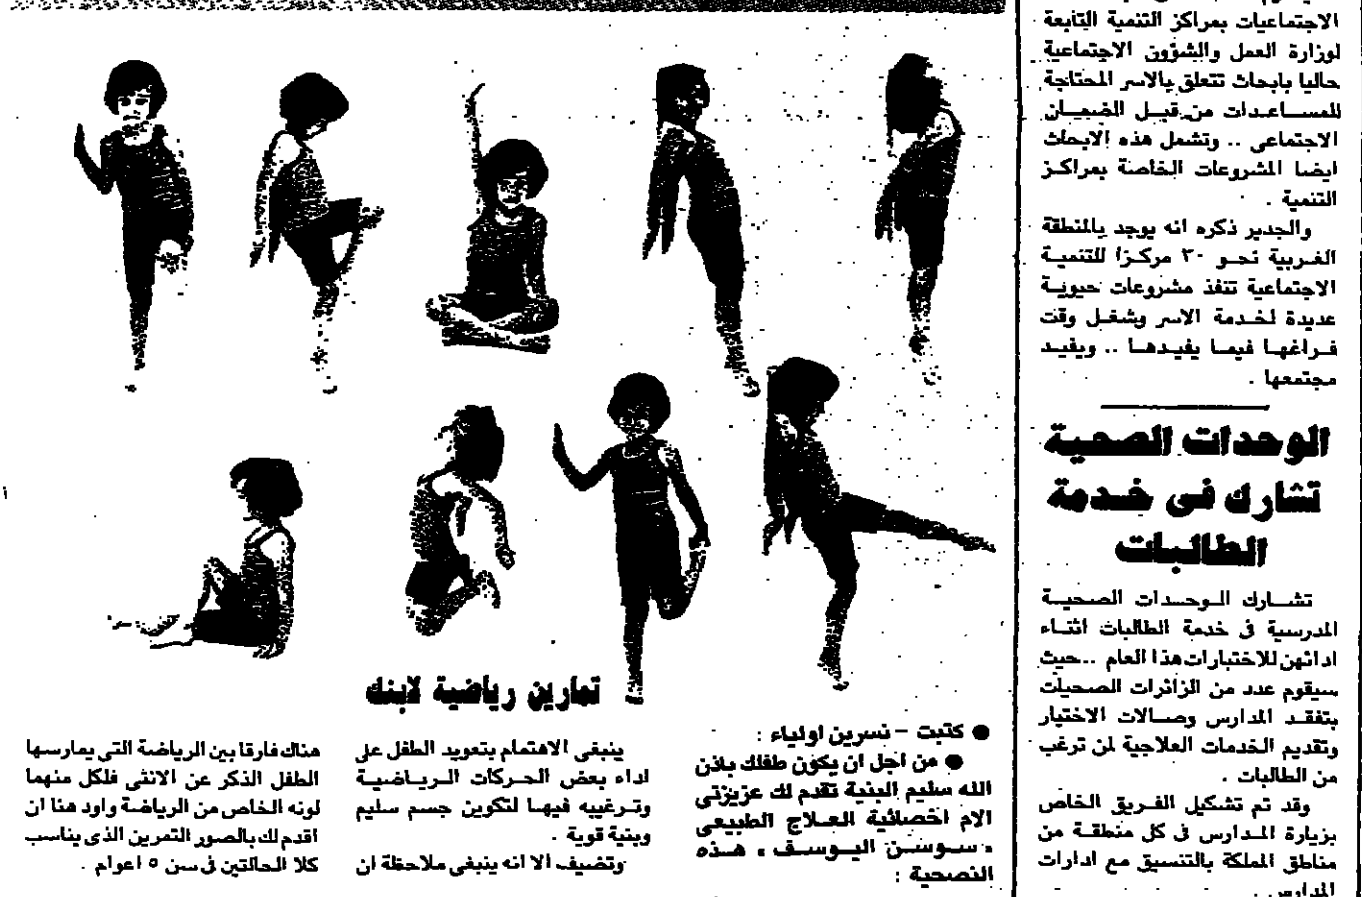 الاجتماعيات بمراكز التنمية التابعة
لوزارة العمل والشؤون الاجتماعية
حاليا بابحاث تتعلق بالاسر المحتاجة
للمساعدات من قبل الضمان
الاجتماعى .. وتشمل هذه الابحاث
ايضا المشروعات الخاصة بمراكز
التنمية .
والجدير ذكره انه يوجد بالمنطقة
الغربية نحو ٢٠ مركزا للتنمية
الاجتماعية تنفذ مشروعات حيوية
عديدة لخدمة الاسر وشغل وقت
فراغها فيما يفيدها .. ويفيد
مجتمعها .
الوحدات الصحية
تشارك فى خدمة
الطالبات
تشارك الوحدات الصحية
المدرسية فى خدمة الطالبات اثناء
ادائهن للاختبارات هذا العام .. حيث
سيقوم عدد من الزائرات الصحيات
بتفقد المدارس وصالات الاختبار
وتقديم الخدمات العلاجية لمن ترغب
من الطالبات .
وقد تم تشكيل الفريق الخاص
بزيارة المدارس فى كل منطقة من
مناطق المملكة بالتنسيق مع ادارات
المدارس .
تمارين رياضية لابنك
● كتبت - نسرين اولياء :
● من اجل ان يكون طفلك باذن
الله سليم البنية تقدم لك عزيزتى
الام اخصائية العلاج الطبيعى
، سوسن اليوسف ، هذه
النصحية :
ينبغى الاهتمام بتعويد الطفل على
اداء بعض الحركات الرياضية
وترغيبه فيها لتكوين جسم سليم
وبنية قوية .
وتضيف الا انه ينبغى ملاحظة ان
هناك فارقا بين الرياضة التى يمارسها
الطفل الذكر عن الانثى فلكل منهما
لونه الخاص من الرياضة واود هنا ان
اقدم لك بالصور التمرين الذى يناسب
كلا الحالتين فى سن ٥ اعوام .